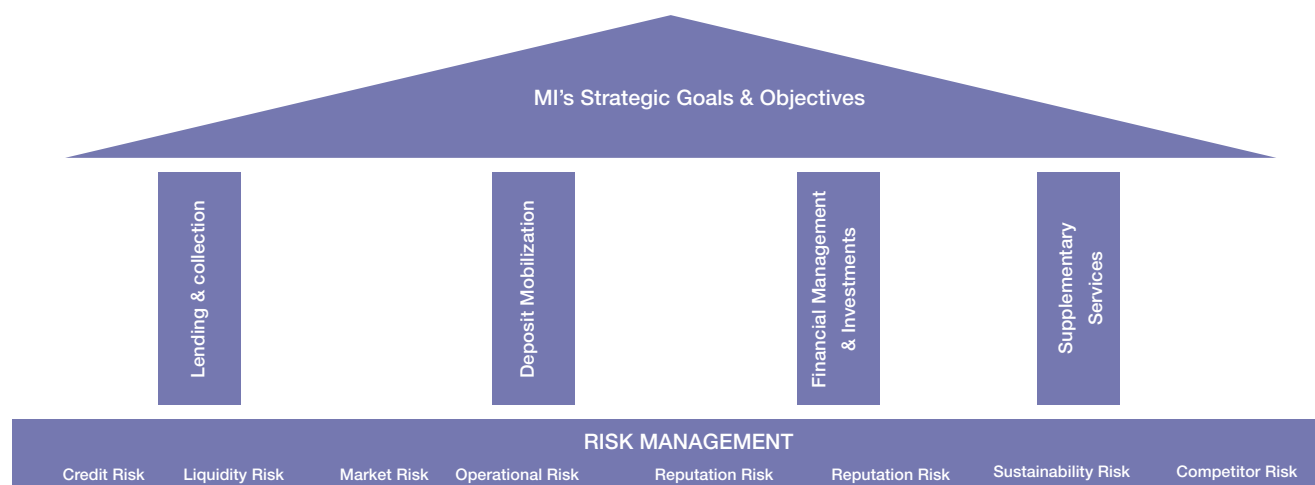 MI's Strategic Goals & Objectives
Lending & collection
Deposit Mobilization
Financial Management
& Investments
Supplementary
Services
RISK MANAGEMENT
Credit Risk Liquidity Risk Market Risk Operational Risk Reputation Risk Reputation Risk Sustainability Risk Competitor Risk